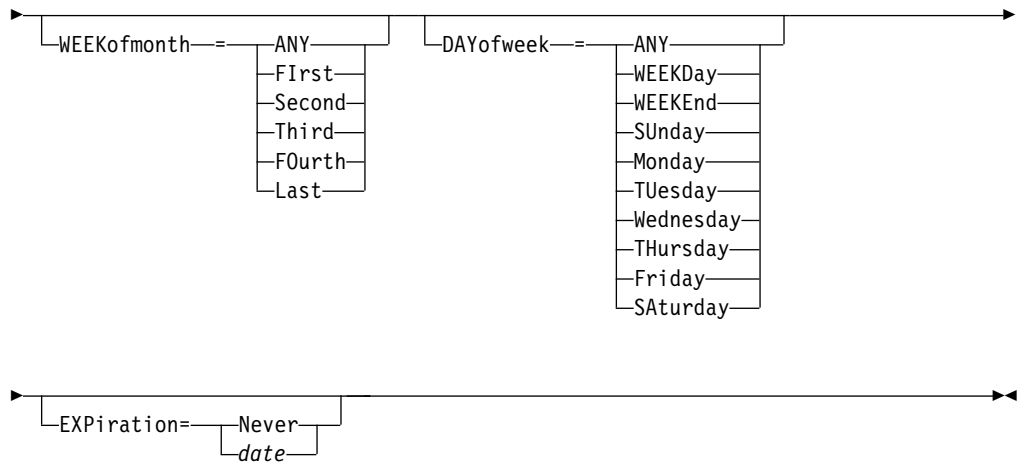 WEEKofmonth = ANY
FIrst
Second
Third
FOurth
Last
DAYofweek = ANY
WEEKDay
WEEKEnd
SUnday
Monday
TUesday
Wednesday
THursday
Friday
SAturday
EXPiration= Never
date